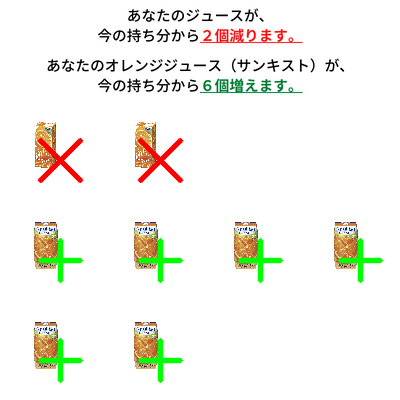 あなたのジュースが、
今の持ち分から２個減ります。
あなたのオレンジジュース（サンキスト）が、
今の持ち分から６個増えます。